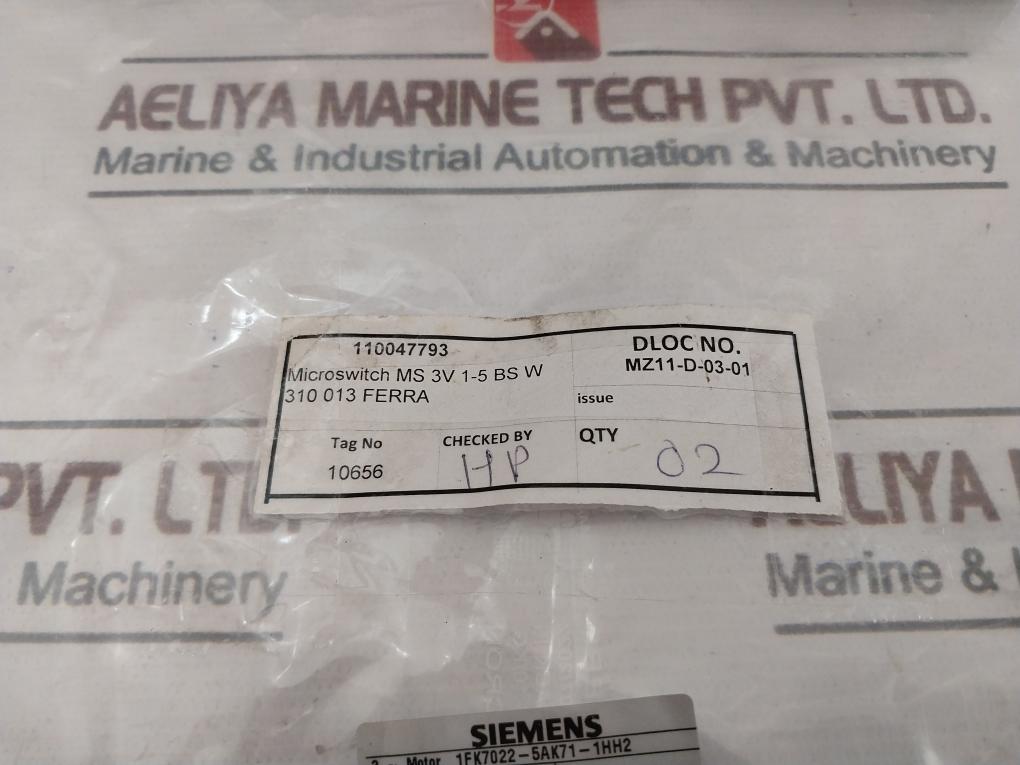 AELIYA MARINE TECH PVT. LTD.
Marine & Industrial Automation & Machinery
110047793
Microswitch MS 3V 1-5 BS W
310 013 FERRA
DLOC NO.
MZ11-D-03-01
issue
Tag No
10656
CHECKED BY
HP
QTY
02
PVT. LTD.
Machinery
AELIYA
Marine &
SIEMENS
Motor 1FK7022-5AK71-1HH2